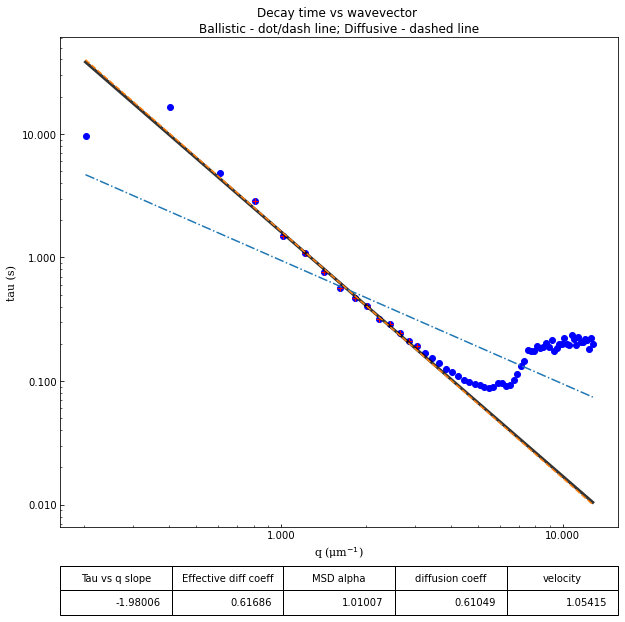 Decay time vs wavevector
Ballistic - dot/dash line; Diffusive - dashed line
10.000
1.000
0.100
0.010
tau (s)
1.000 10.000
q (μm⁻¹)
Tau vs q slope Effective diff coeff MSD alpha diffusion coeff velocity
-1.98006 0.61686 1.01007 0.61049 1.05415